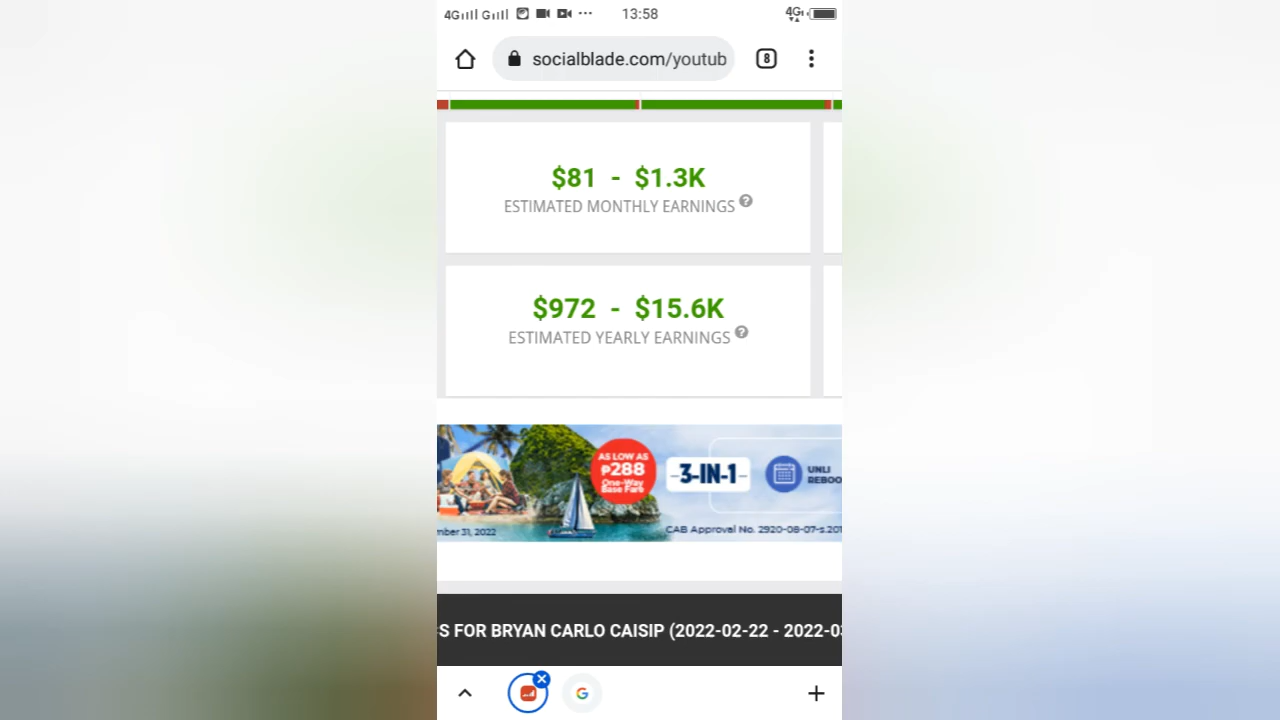 4G G ... 13:58 4G
socialblade.com/youtub 8
$81 - $1.3K
ESTIMATED MONTHLY EARNINGS ?
$972 - $15.6K
ESTIMATED YEARLY EARNINGS ?
AS LOW AS
₱288
One-Way
Base Fare
-3-IN-1-
UNLI
REBOO
mber 31, 2022
CAB Approval No. 2920-08-07-s.201
S FOR BRYAN CARLO CAISIP (2022-02-22 - 2022-03
G